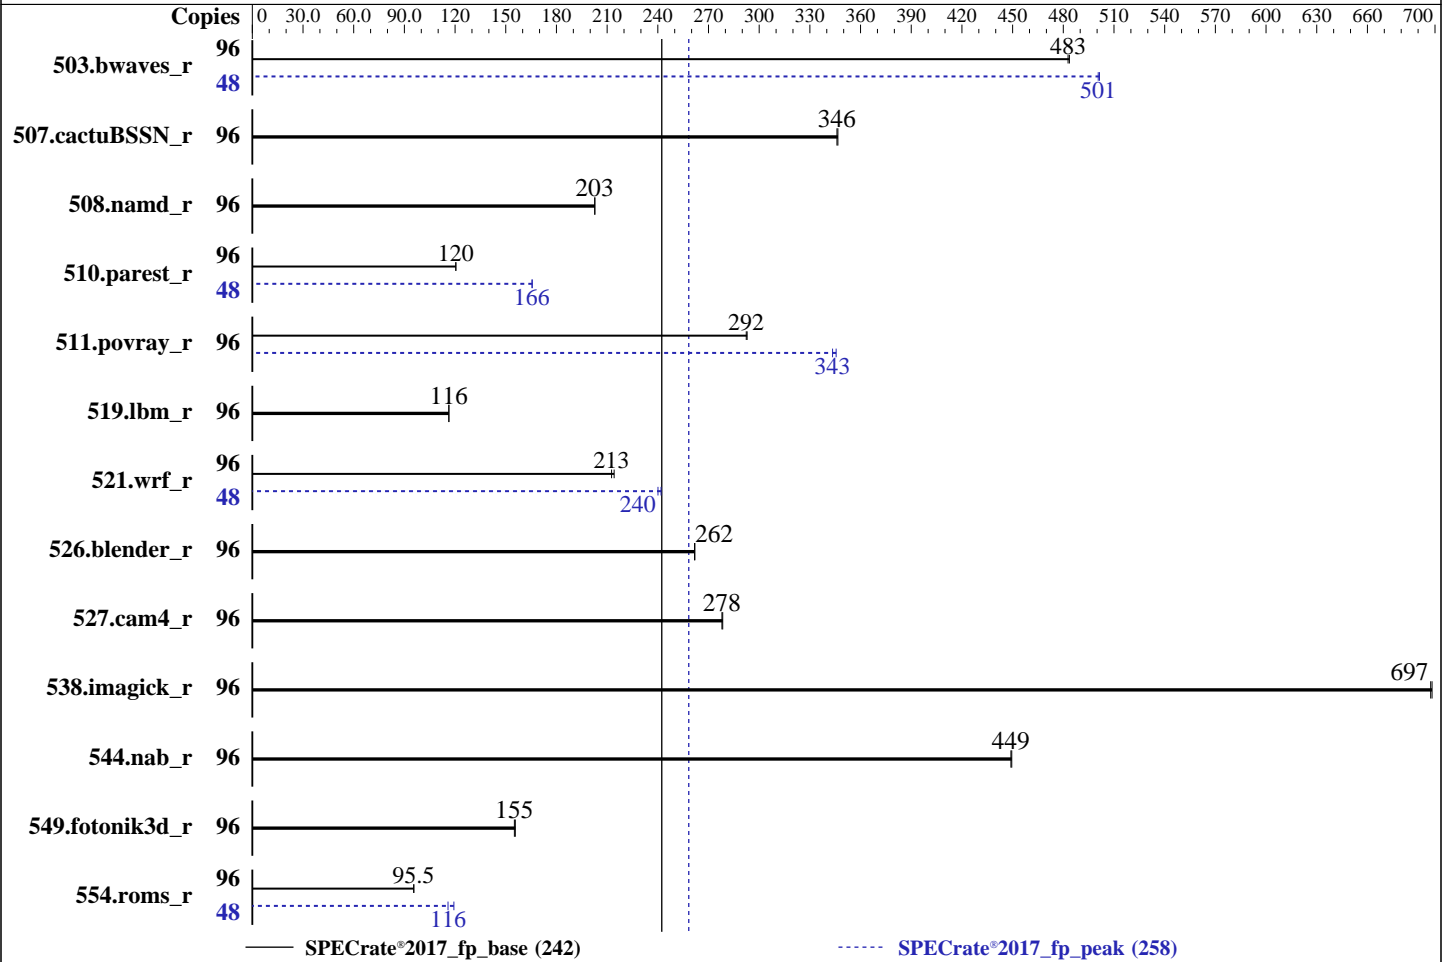 Copies 0 30.0 60.0 90.0 120 150 180 210 240 270 300 330 360 390 420 450 480 510 540 570 600 630 660 700
503.bwaves_r 96 483
48 501
507.cactuBSSN_r 96 346
508.namd_r 96 203
510.parest_r 96 120
48 166
511.povray_r 96 292
343
519.lbm_r 96 116
521.wrf_r 96 213
48 240
526.blender_r 96 262
527.cam4_r 96 278
538.imagick_r 96 697
544.nab_r 96 449
549.fotonik3d_r 96 155
554.roms_r 96 95.5
48 116
SPECrate®2017_fp_base (242) SPECrate®2017_fp_peak (258)